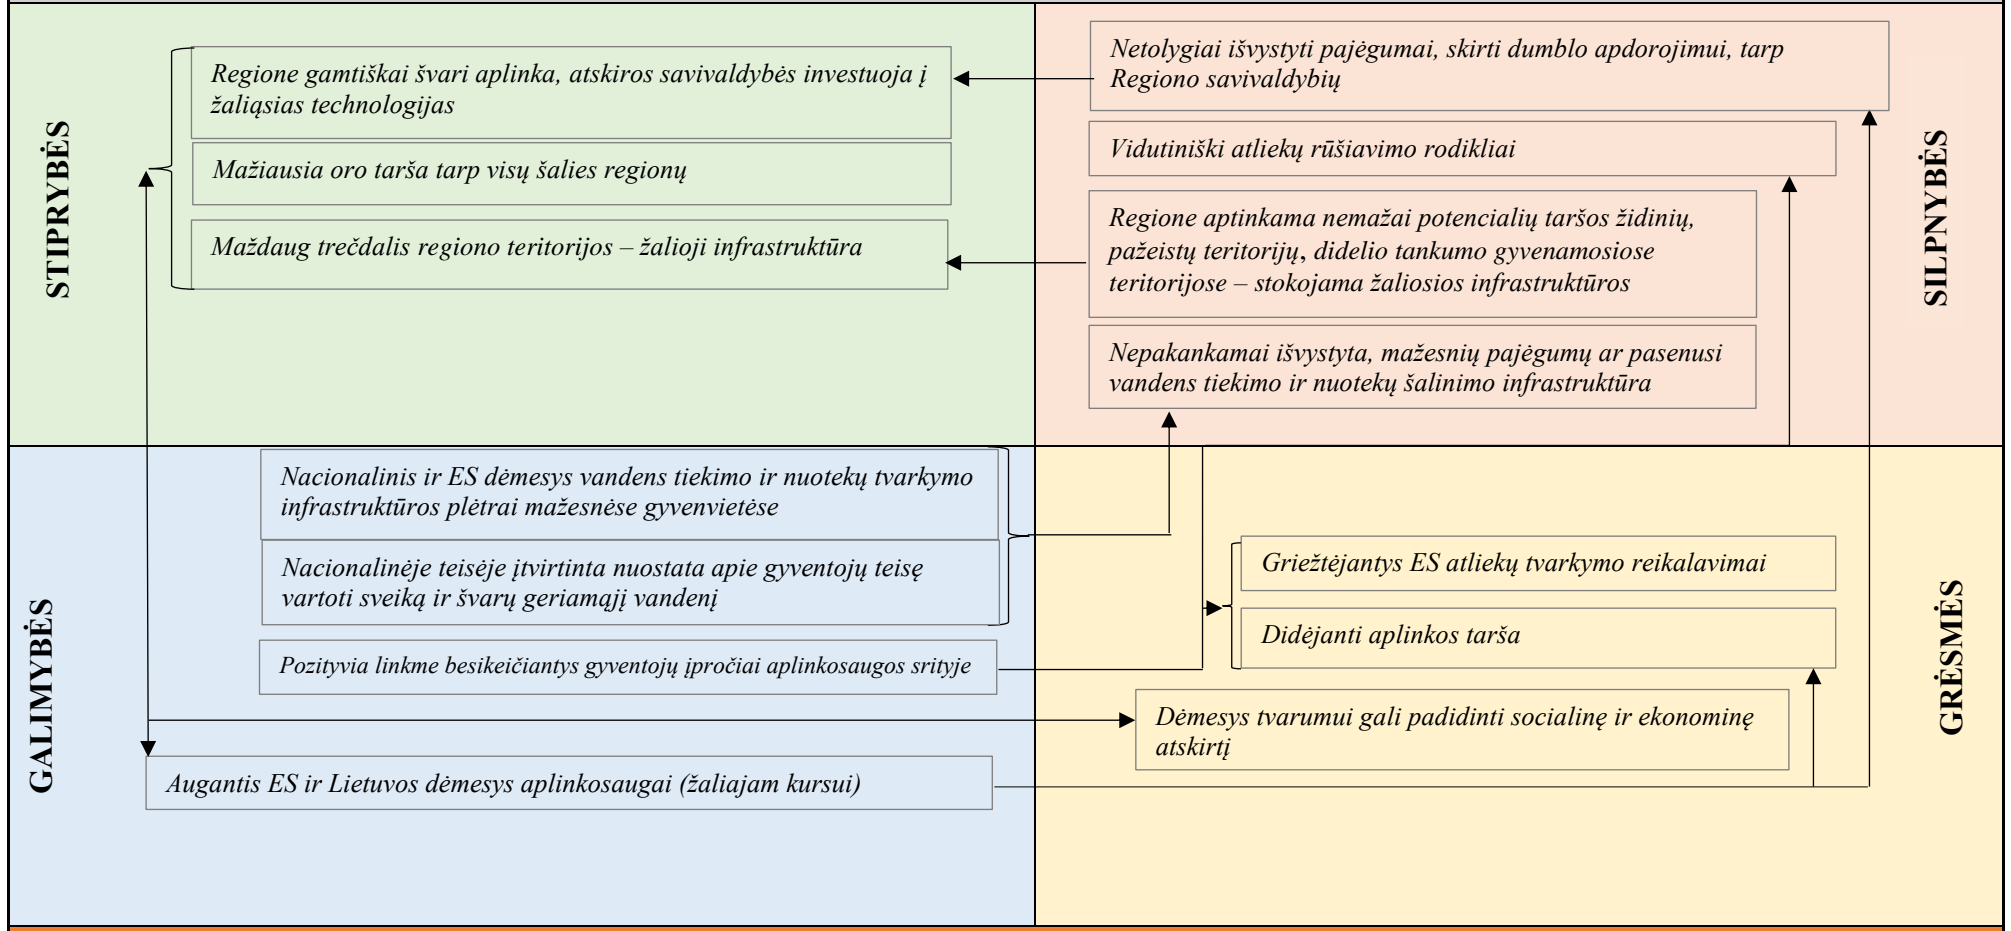 STIPRYBĖS
Regione gamtiškai švari aplinka, atskiros savivaldybės investuoja į
žaliąsias technologijas
Mažiausia oro tarša tarp visų šalies regionų
Maždaug trečdalis regiono teritorijos – žalioji infrastruktūra
SILPNYBĖS
Netolygiai išvystyti pajėgumai, skirti dumblo apdorojimui, tarp
Regiono savivaldybių
Vidutiniški atliekų rūšiavimo rodikliai
Regione aptinkama nemažai potencialių taršos židinių,
pažeistų teritorijų, didelio tankumo gyvenamosiose
teritorijose – stokojama žaliosios infrastruktūros
Nepakankamai išvystyta, mažesnių pajėgumų ar pasenusi
vandens tiekimo ir nuotekų šalinimo infrastruktūra
GALIMYBĖS
Nacionalinis ir ES dėmesys vandens tiekimo ir nuotekų tvarkymo
infrastruktūros plėtrai mažesnėse gyvenvietėse
Nacionalinėje teisėje įtvirtinta nuostata apie gyventojų teisę
vartoti sveiką ir švarų geriamąjį vandenį
Pozityvia linkme besikeičiantys gyventojų įpročiai aplinkosaugos srityje
Augantis ES ir Lietuvos dėmesys aplinkosaugai (žaliajam kursui)
GRĖSMĖS
Griežtėjantys ES atliekų tvarkymo reikalavimai
Didėjanti aplinkos tarša
Dėmesys tvarumui gali padidinti socialinę ir ekonominę
atskirtį